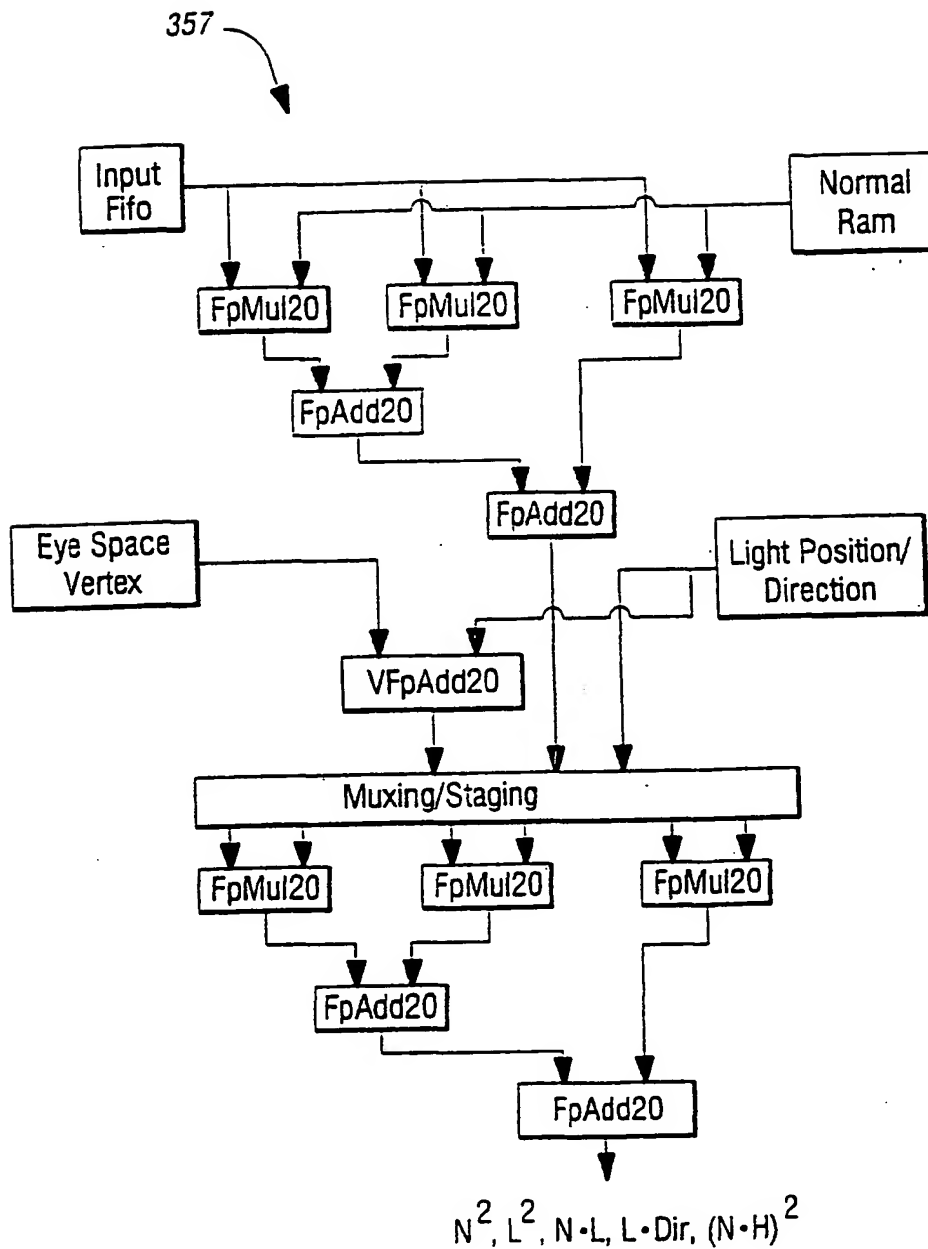 357
Input
Fifo
Normal
Ram
FpMul20
FpMul20
FpMul20
FpAdd20
FpAdd20
Eye Space
Vertex
Light Position/
Direction
VFpAdd20
Muxing/Staging
FpMul20
FpMul20
FpMul20
FpAdd20
FpAdd20
N², L², N•L, L•Dir, (N•H)²